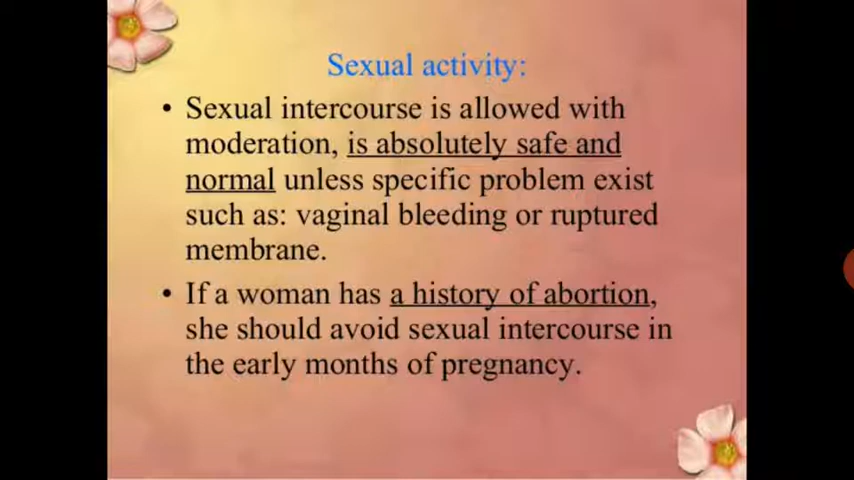 Sexual activity:
• Sexual intercourse is allowed with
moderation, is absolutely safe and
normal unless specific problem exist
such as: vaginal bleeding or ruptured
membrane.
• If a woman has a history of abortion,
she should avoid sexual intercourse in
the early months of pregnancy.